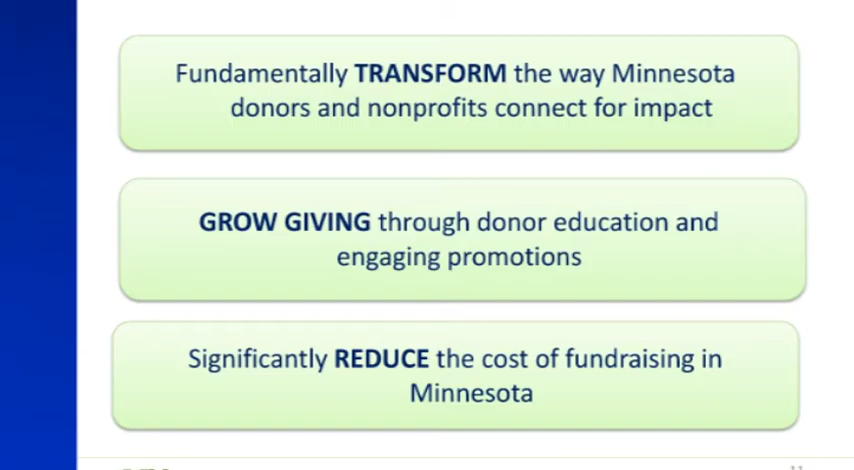 Fundamentally TRANSFORM the way Minnesota
donors and nonprofits connect for impact
GROW GIVING through donor education and
engaging promotions
Significantly REDUCE the cost of fundraising in
Minnesota